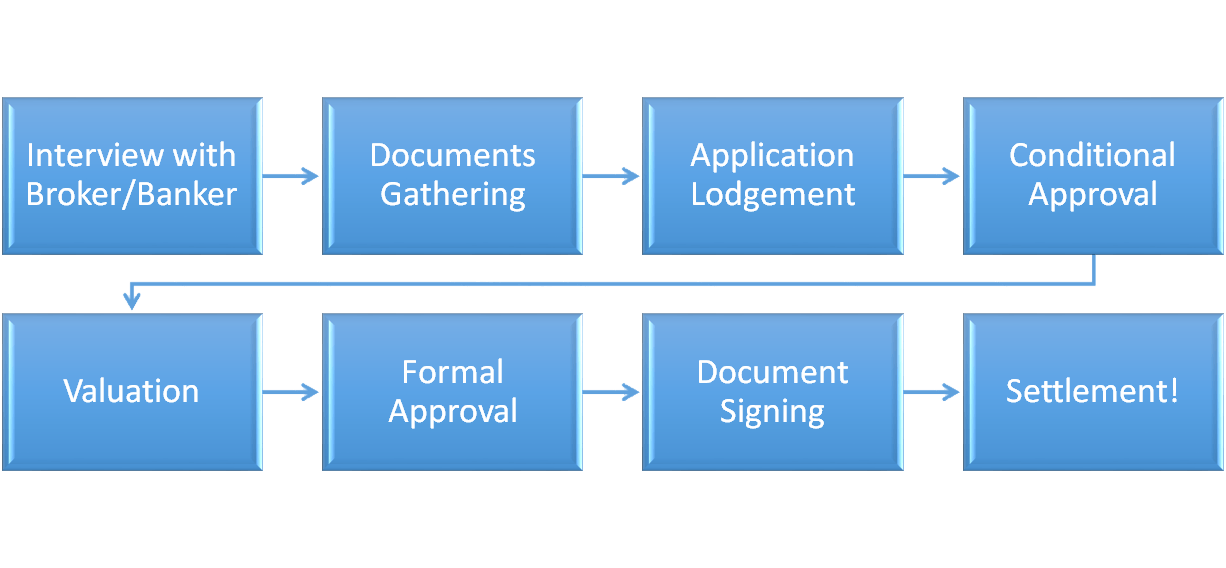 Interview with
Broker/Banker
Documents
Gathering
Application
Lodgement
Conditional
Approval
Valuation
Formal
Approval
Document
Signing
Settlement!